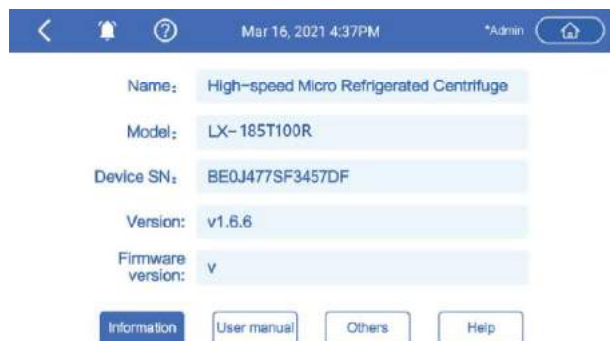 Mar 16, 2021 4:37PM *Admin
Name: High-speed Micro Refrigerated Centrifuge
Model: LX-185T100R
Device SN: BE0J477SF3457DF
Version: v1.6.6
Firmware
version: v
Information User manual Others Help